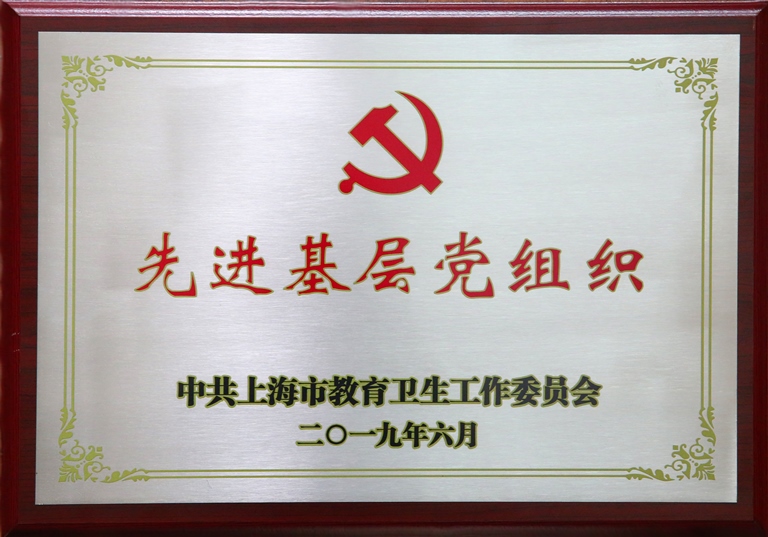 先进基层党组织
中共上海市教育卫生工作委员会
二〇一九年六月